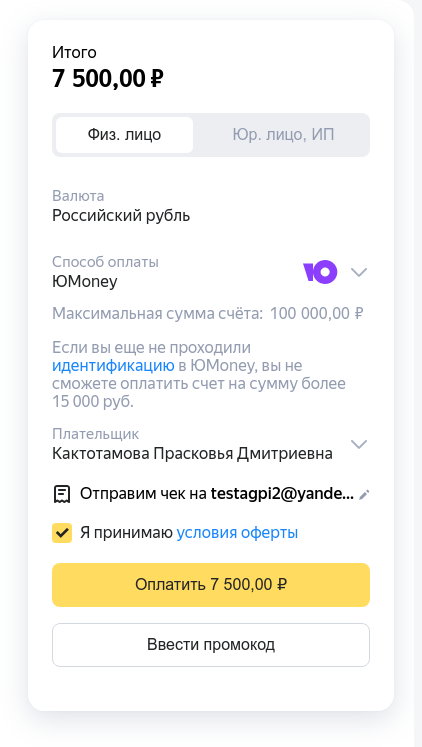 Итого
7 500,00 ₽
Физ. лицо
Юр. лицо, ИП
Валюта
Российский рубль
Способ оплаты
ЮMoney
Ю
Максимальная сумма счёта: 100 000,00 ₽
Если вы еще не проходили
идентификацию в ЮMoney, вы не
сможете оплатить счет на сумму более
15 000 руб.
Плательщик
Кактотамова Прасковья Дмитриевна
Отправим чек на testagpi2@yande...
Я принимаю условия оферты
Оплатить 7 500,00 ₽
Ввести промокод